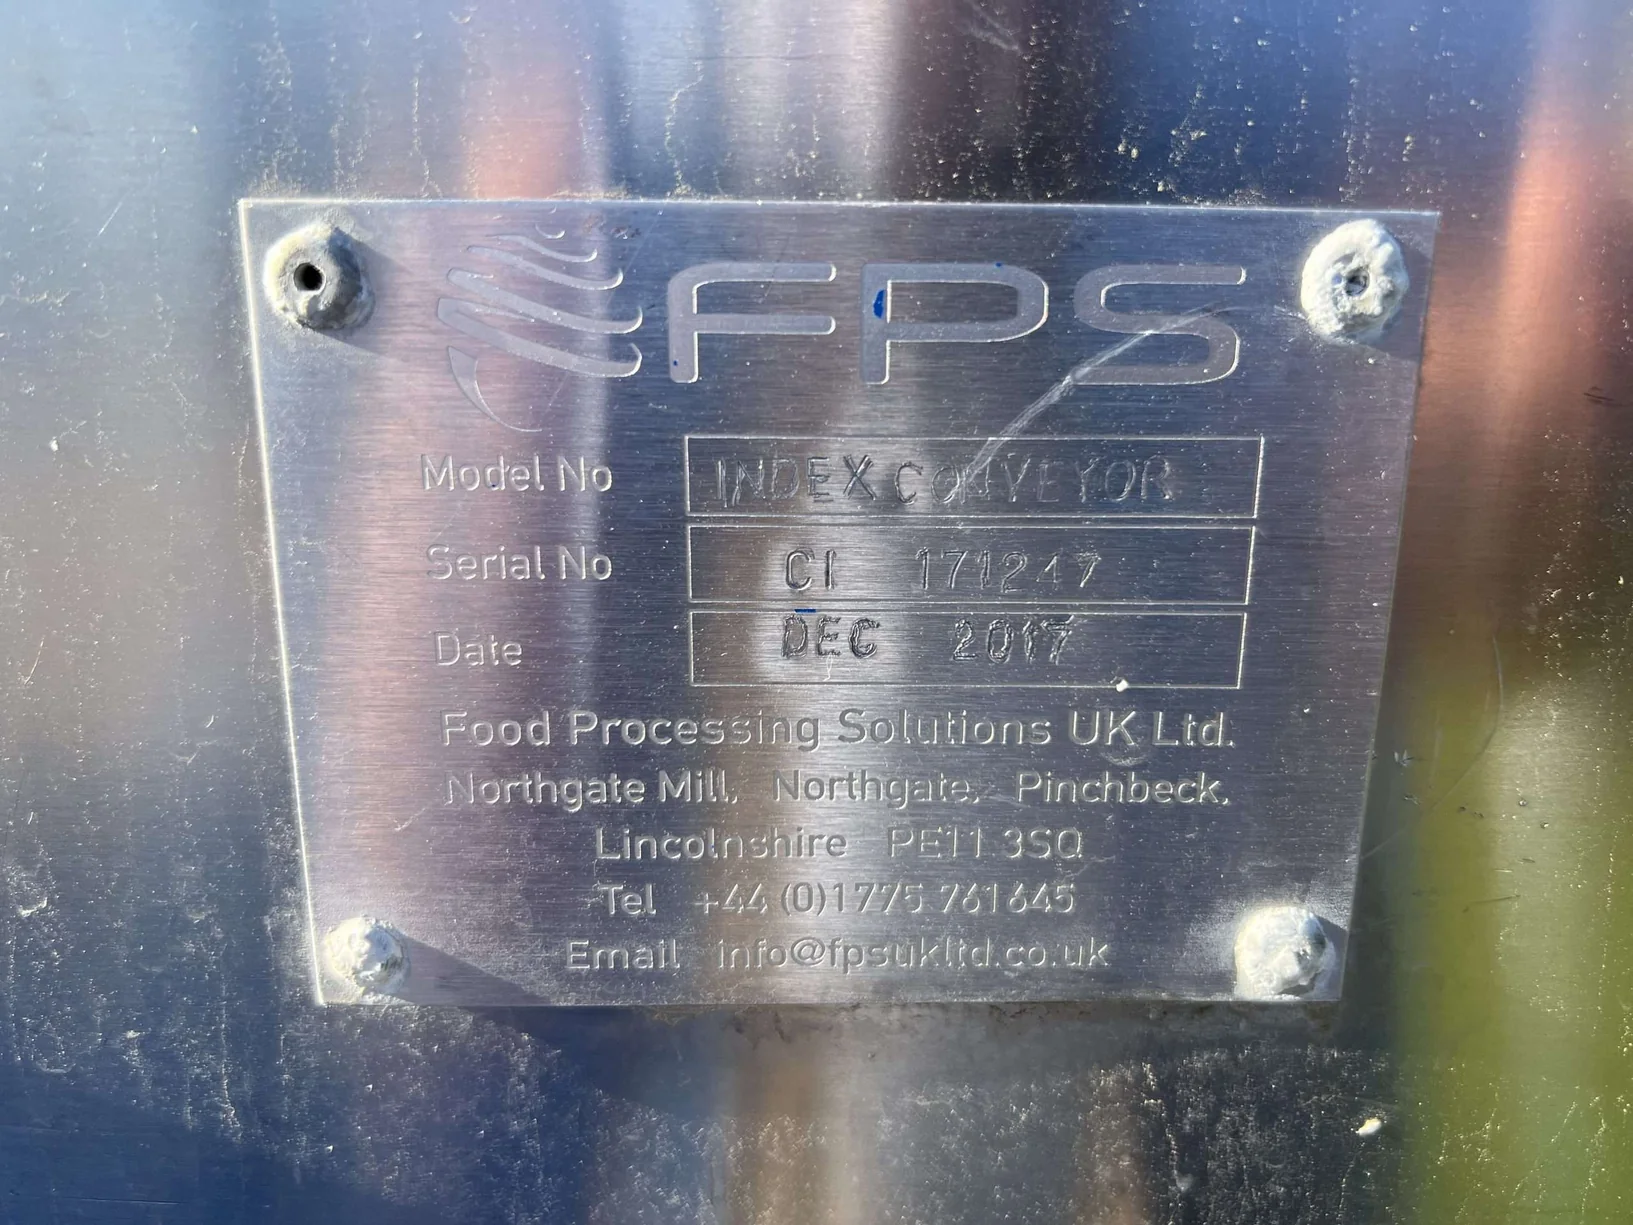 FPS
Model No INDEX CONVEYOR
Serial No CI 171247
Date DEC 2017
Food Processing Solutions UK Ltd.
Northgate Mill, Northgate, Pinchbeck,
Lincolnshire PE11 3SQ
Tel +44 (0)1775 761645
Email info@fpsukltd.co.uk